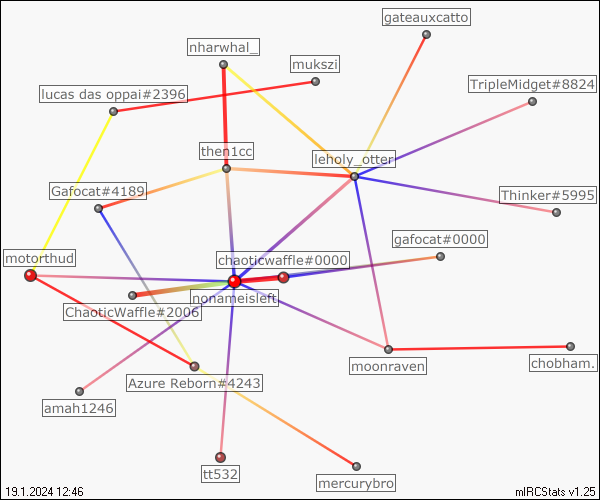 gateauxcatto
nharwhal_
mukszi
TripleMidget#8824
lucas das oppai#2396
then1cc
leholy_otter
Gafocat#4189
Thinker#5995
gafocat#0000
motorthud
chaoticwaffle#0000
nonameisleft
ChaoticWaffle#2006
moonraven
chobham.
Azure Reborn#4243
amah1246
tt532
mercurybro
19.1.2024 12:46
mIRCStats v1.25